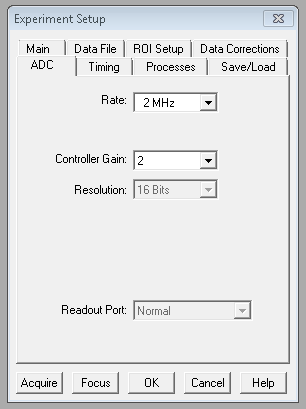 Experiment Setup
Main Data File ROI Setup Data Corrections
ADC Timing Processes Save/Load
Rate: 2 MHz
Controller Gain: 2
Resolution: 16 Bits
Readout Port: Normal
Acquire Focus OK Cancel Help